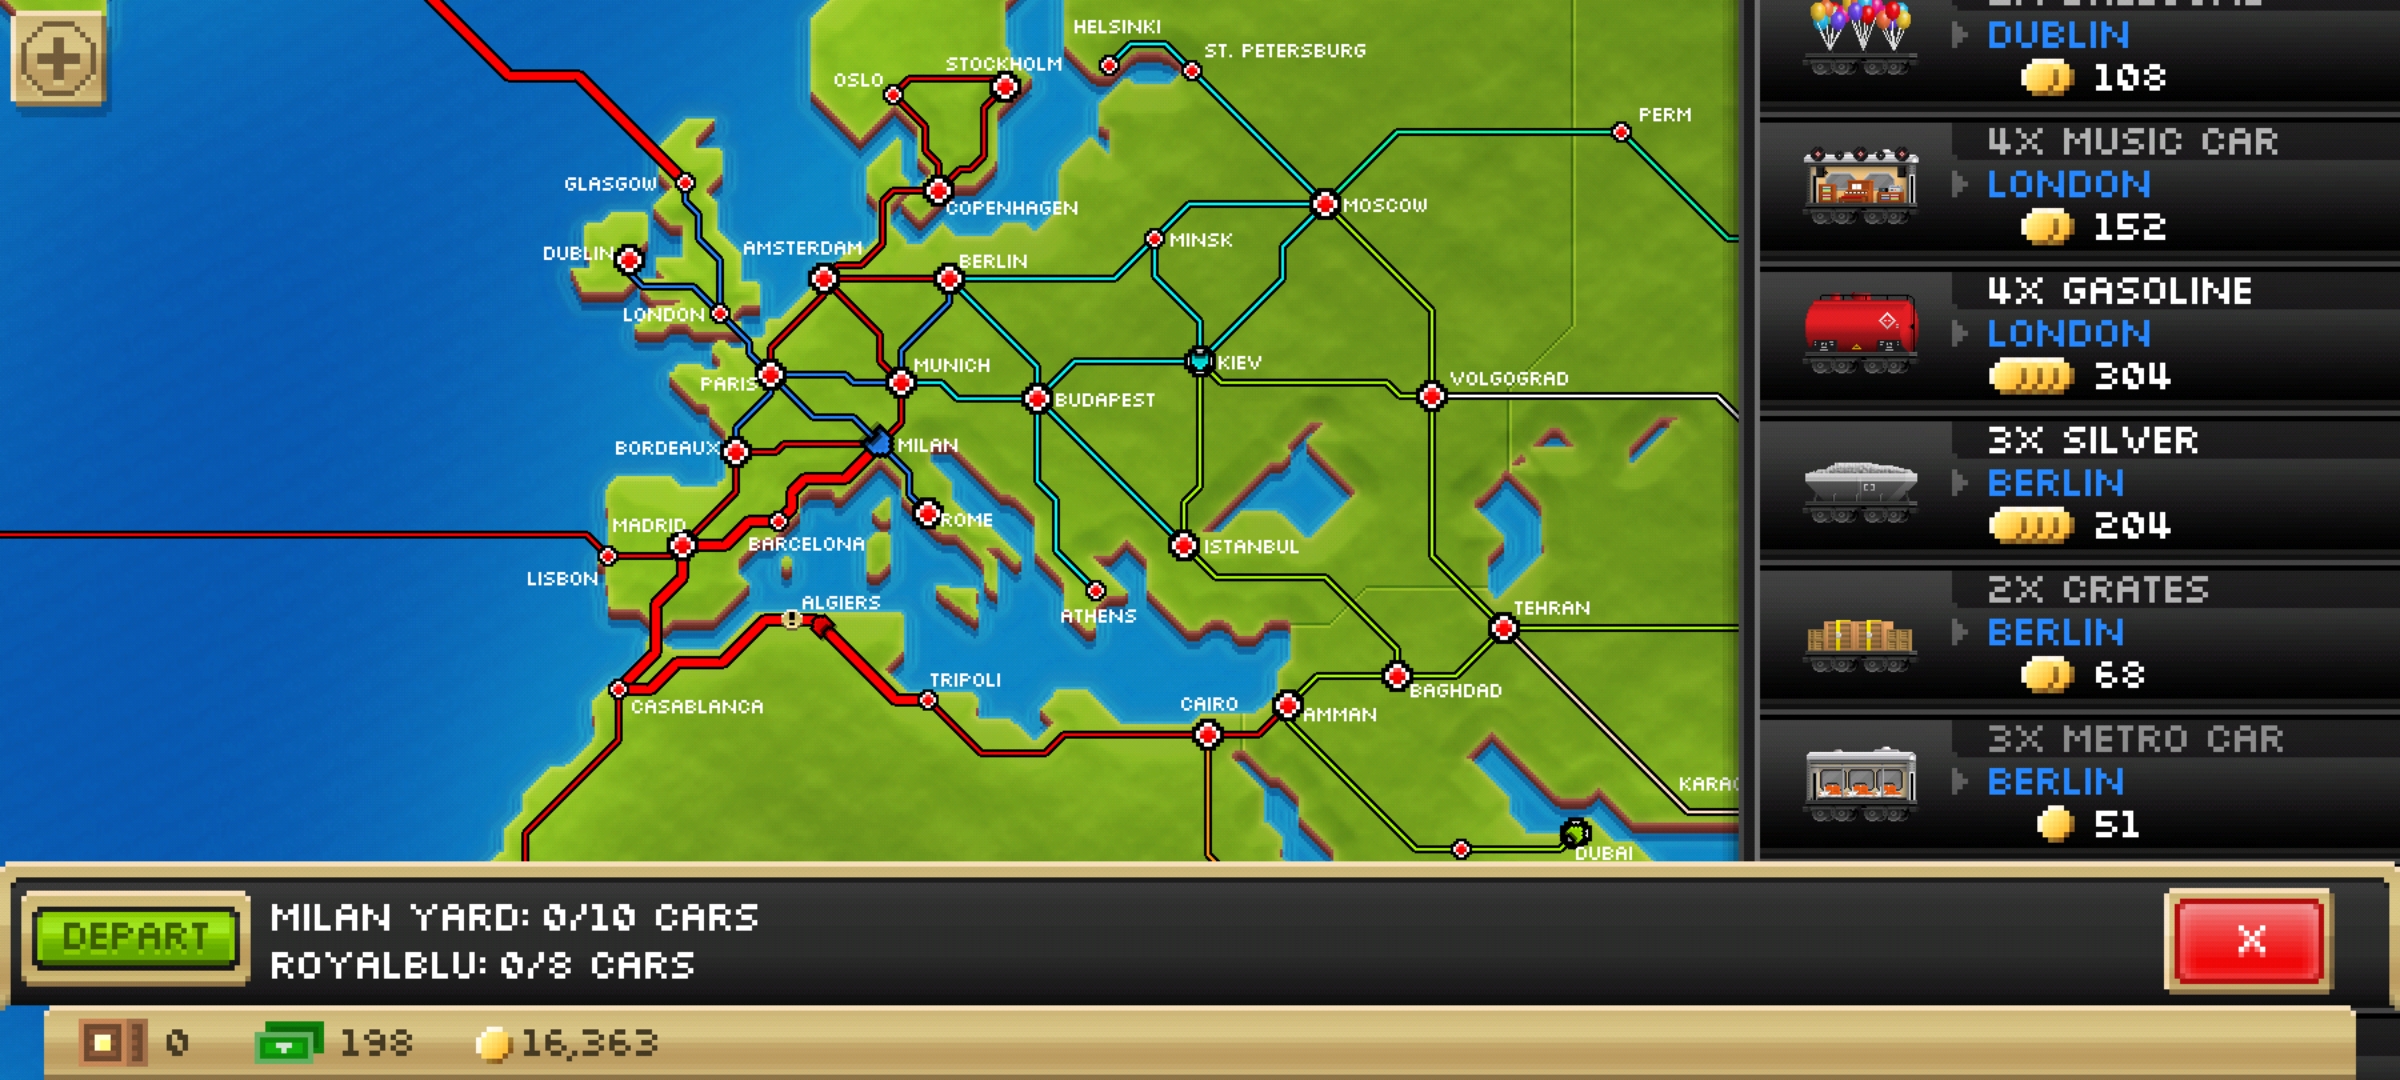 HELSINKI
ST. PETERSBURG
STOCKHOLM
OSLO
PERM
GLASGOW
COPENHAGEN
MOSCOW
DUBLIN
AMSTERDAM
BERLIN
MINSK
LONDON
PARIS
MUNICH
KIEV
BUDAPEST
VOLGOGRAD
BORDEAUX
MILAN
MADRID
ROME
BARCELONA
ISTANBUL
LISBON
ALGIERS
ATHENS
TEHRAN
TRIPOLI
CASABLANCA
CAIRO
AMMAN
BAGHDAD
KARAC
DUBAI
DUBLIN
108
4X MUSIC CAR
LONDON
152
4X GASOLINE
LONDON
304
3X SILVER
BERLIN
204
2X CRATES
BERLIN
68
3X METRO CAR
BERLIN
51
DEPART
MILAN YARD: 0/10 CARS
ROYALBLU: 0/8 CARS
X
0
198
16,363